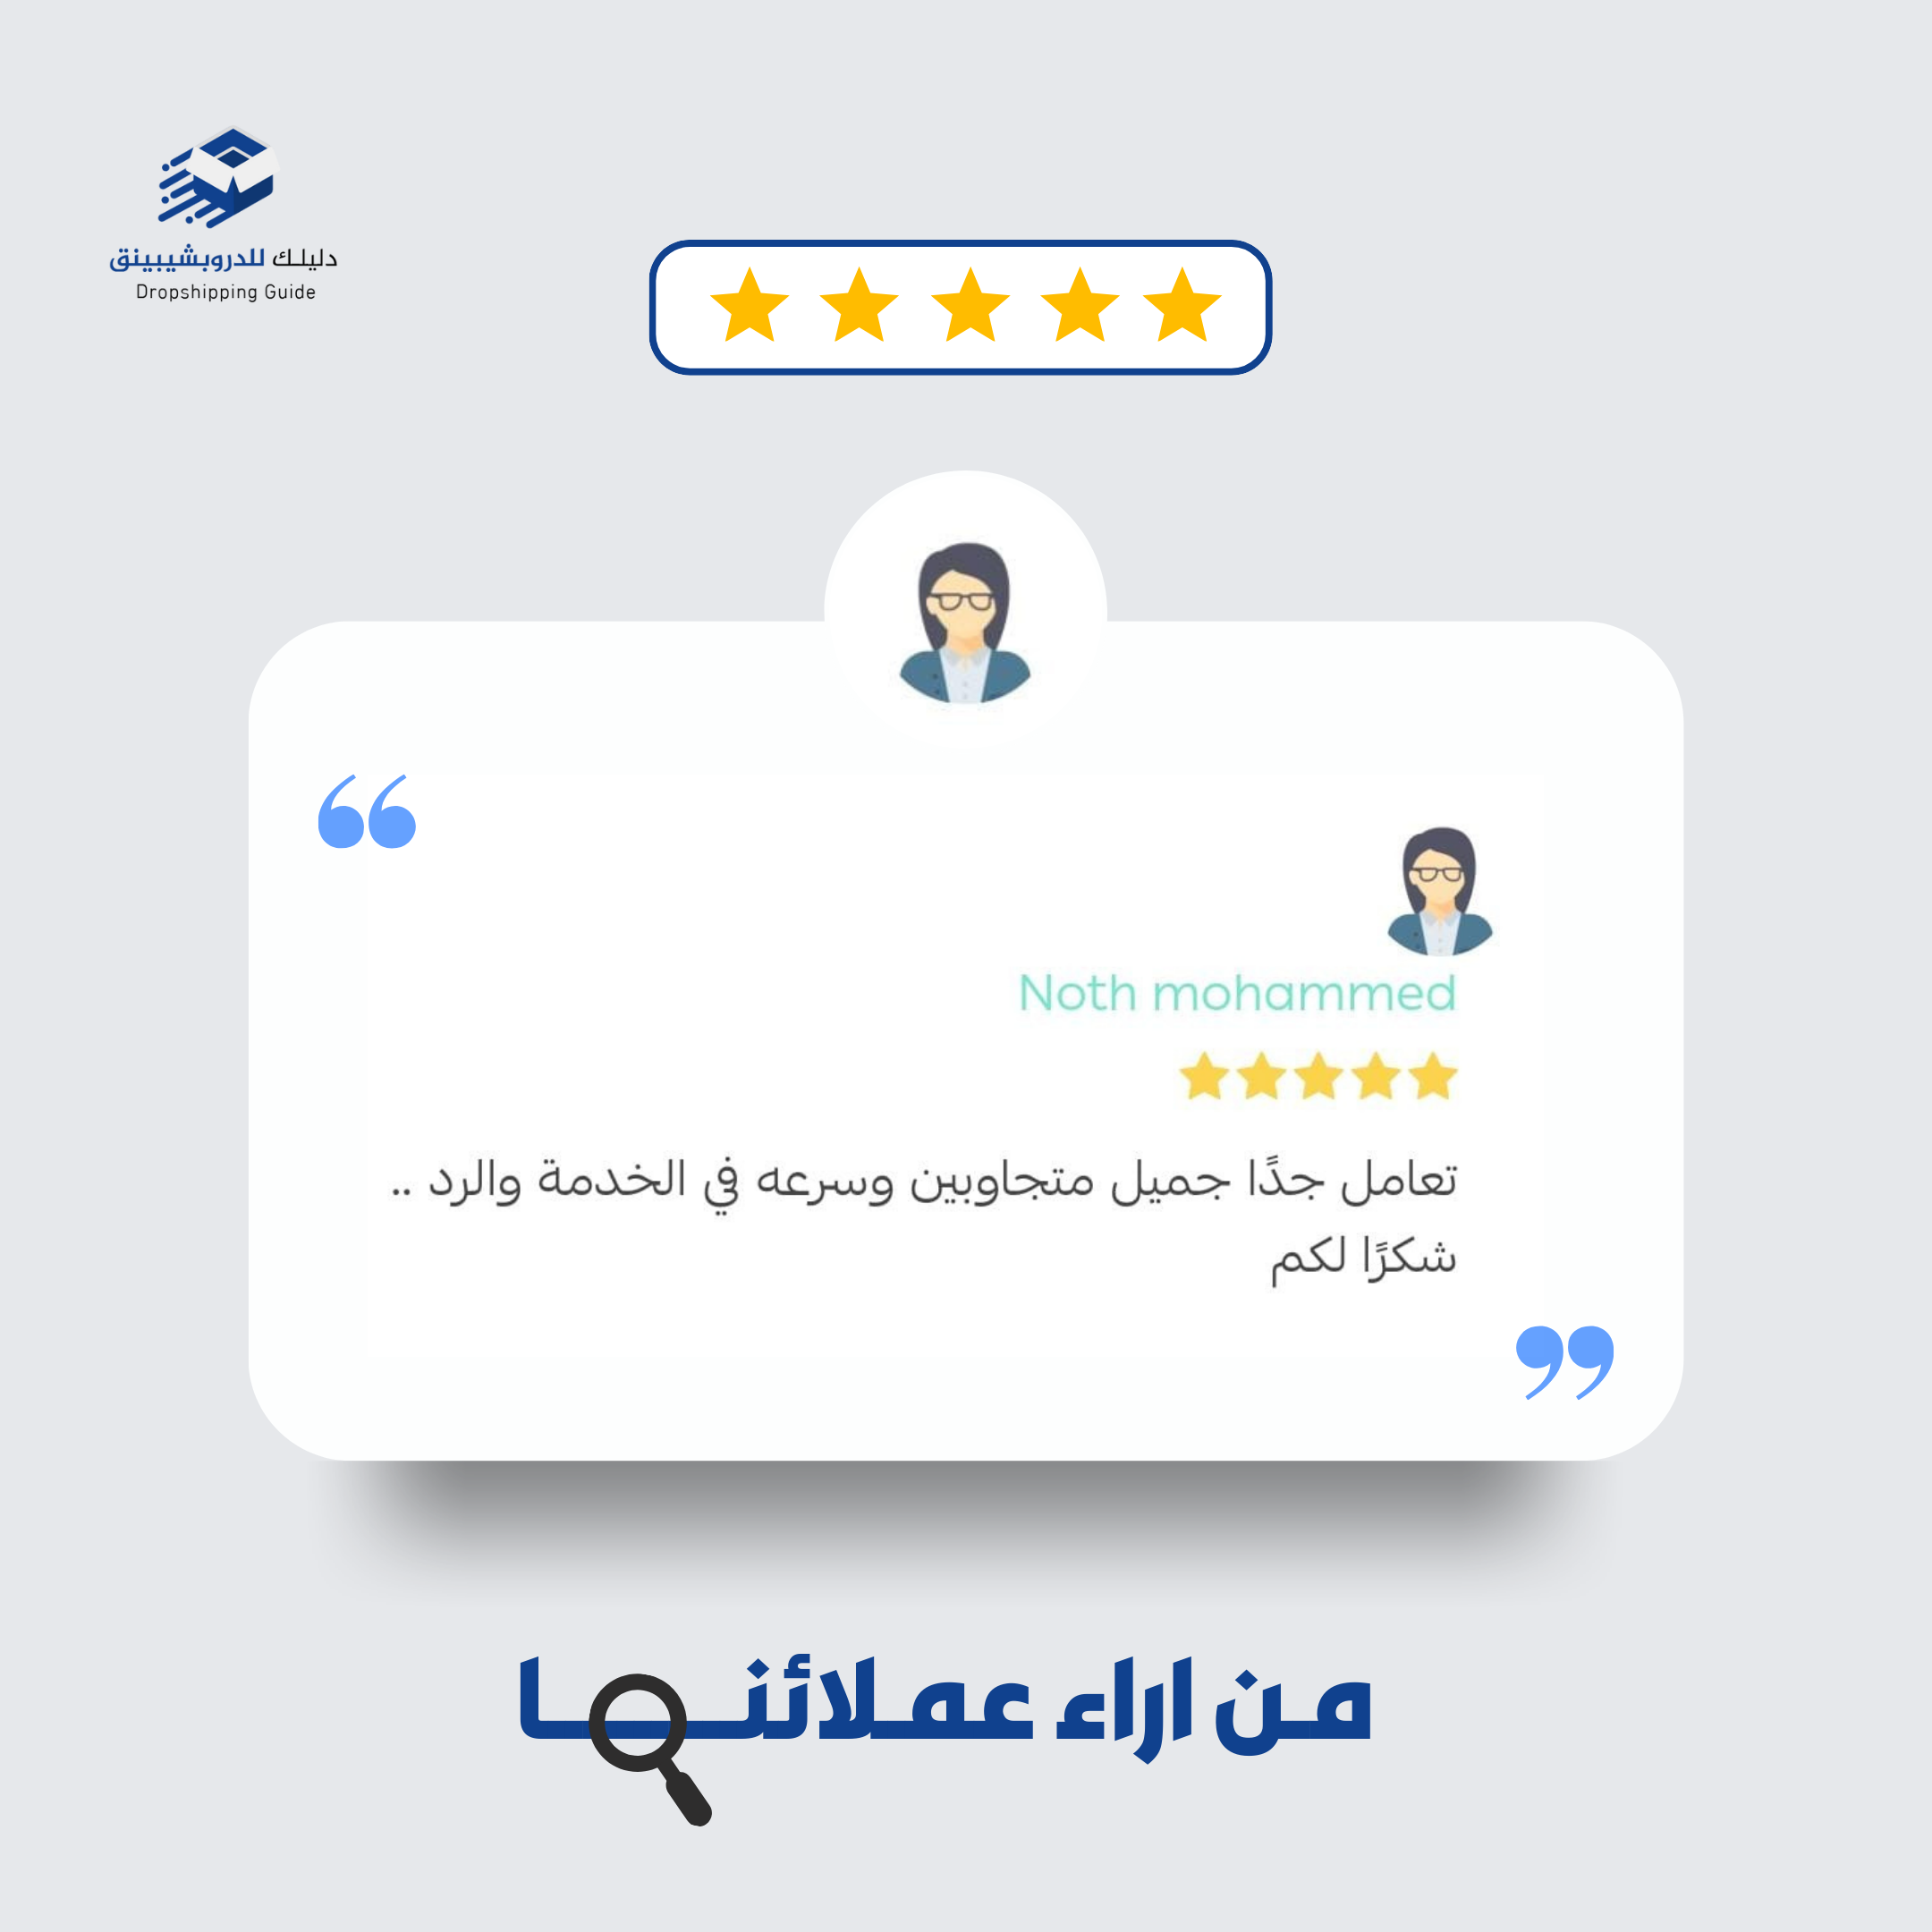 دليلك للدروبشيبينق
Dropshipping Guide
Noth mohammed
تعامل جدًا جميل متجاوبين وسرعه في الخدمة والرد ..
شكرًا لكم
من اراء عملائنا